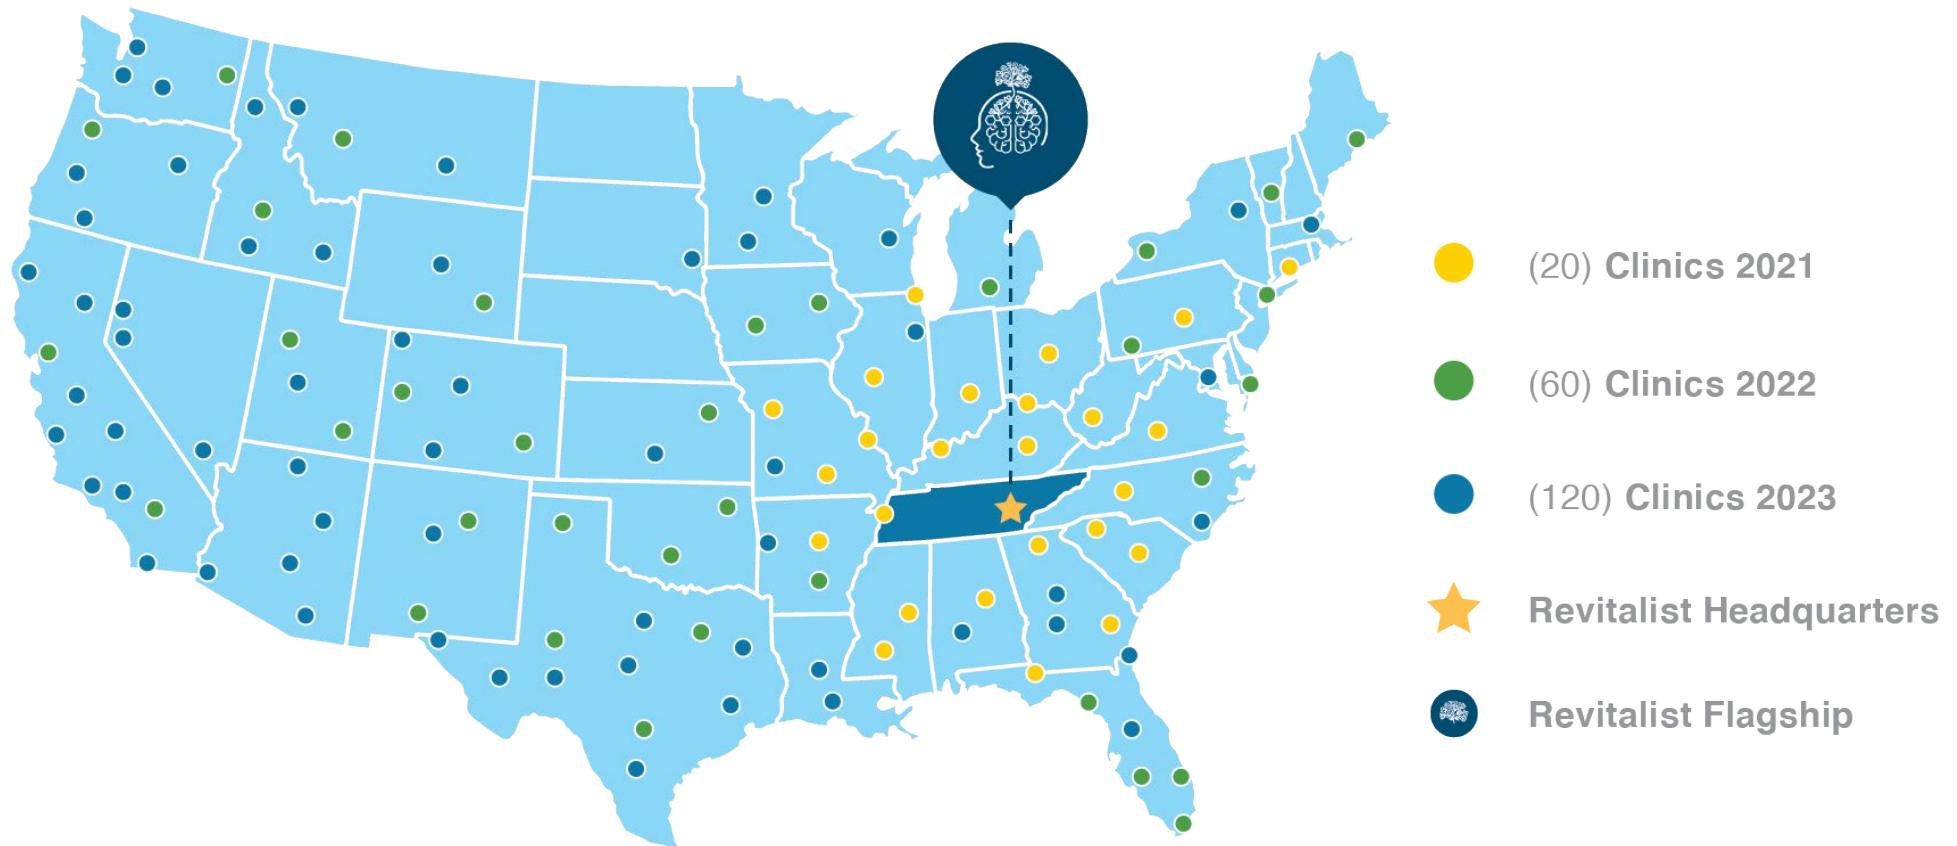 (20) Clinics 2021
(60) Clinics 2022
(120) Clinics 2023
Revitalist Headquarters
Revitalist Flagship